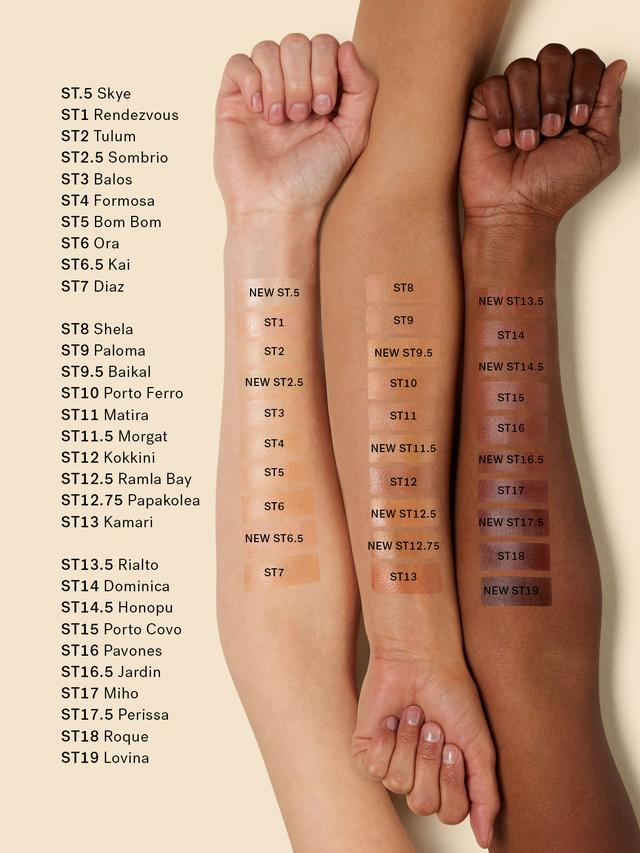 ST.5 Skye
ST1 Rendezvous
ST2 Tulum
ST2.5 Sombrio
ST3 Balos
ST4 Formosa
ST5 Bom Bom
ST6 Ora
ST6.5 Kai
ST7 Diaz
ST8 Shela
ST9 Paloma
ST9.5 Baikal
ST10 Porto Ferro
ST11 Matira
ST11.5 Morgat
ST12 Kokkini
ST12.5 Ramla Bay
ST12.75 Papakolea
ST13 Kamari
ST13.5 Rialto
ST14 Dominica
ST14.5 Honopu
ST15 Porto Covo
ST16 Pavones
ST16.5 Jardin
ST17 Miho
ST17.5 Perissa
ST18 Roque
ST19 Lovina
NEW ST.5
ST1
ST2
NEW ST2.5
ST3
ST4
ST5
ST6
NEW ST6.5
ST7
ST8
ST9
NEW ST9.5
ST10
ST11
NEW ST11.5
ST12
NEW ST12.5
NEW ST12.75
ST13
NEW ST13.5
ST14
NEW ST14.5
ST15
ST16
NEW ST16.5
ST17
NEW ST17.5
ST18
NEW ST19